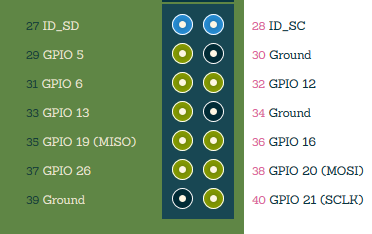 27 ID_SD 28 ID_SC
29 GPIO 5 30 Ground
31 GPIO 6 32 GPIO 12
33 GPIO 13 34 Ground
35 GPIO 19 (MISO) 36 GPIO 16
37 GPIO 26 38 GPIO 20 (MOSI)
39 Ground 40 GPIO 21 (SCLK)